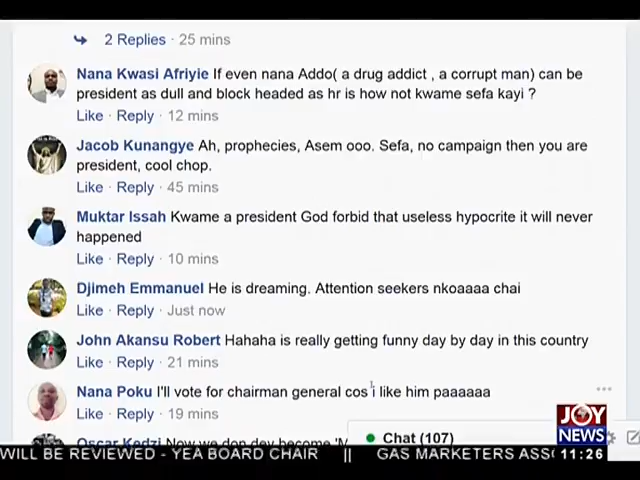 2 Replies · 25 mins
Nana Kwasi Afriyie If even nana Addo( a drug addict , a corrupt man) can be
president as dull and block headed as hr is how not kwame sefa kayi ?
Like · Reply · 12 mins
Jacob Kunangye Ah, prophecies, Asem ooo. Sefa, no campaign then you are
president, cool chop.
Like · Reply · 45 mins
Muktar Issah Kwame a president God forbid that useless hypocrite it will never
happened
Like · Reply · 10 mins
Djimeh Emmanuel He is dreaming. Attention seekers nkoaaaa chai
Like · Reply · Just now
John Akansu Robert Hahaha is really getting funny day by day in this country
Like · Reply · 21 mins
Nana Poku I'll vote for chairman general cos i like him paaaaaa
Like · Reply · 19 mins
Oscar Kedzi Now we don dey become 'M
Chat (107)
JOY
NEWS
WILL BE REVIEWED - YEA BOARD CHAIR || GAS MARKETERS ASS
11:26